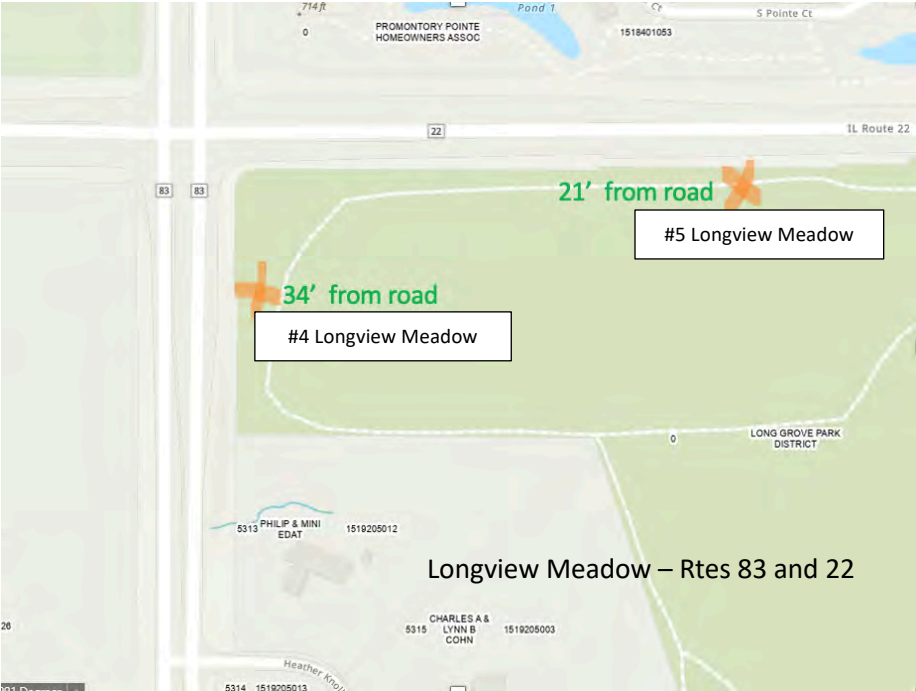 714 ft
0
PROMONTORY POINTE
HOMEOWNERS ASSOC
Pond 1
Cr
S Pointe Ct
1518401053
22
IL Route 22
83
83
21’ from road
#5 Longview Meadow
34’ from road
#4 Longview Meadow
0
LONG GROVE PARK
DISTRICT
5313
PHILIP & MINI
EDAT
1519205012
Longview Meadow – Rtes 83 and 22
26
5315
CHARLES A &
LYNN B
COHN
1519205003
Heather Knol
5314
1519205013